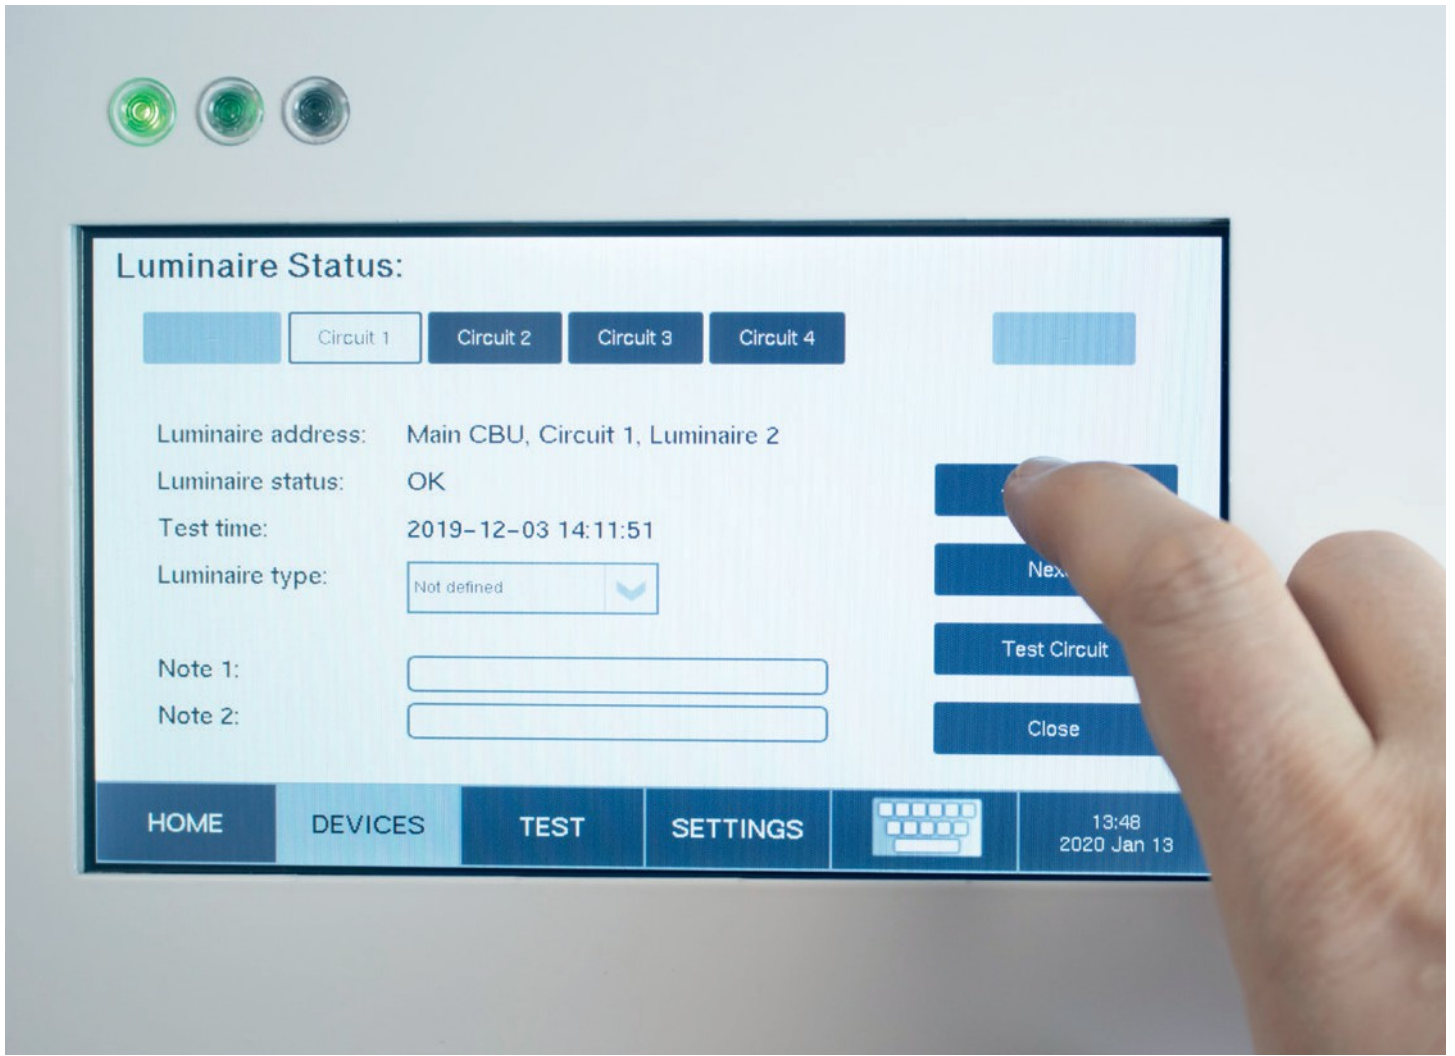 Luminaire Status:
Circuit 1
Circuit 2
Circuit 3
Circuit 4
Luminaire address: Main CBU, Circuit 1, Luminaire 2
Luminaire status: OK
Test time: 2019-12-03 14:11:51
Luminaire type: Not defined
Note 1:
Note 2:
Test Circuit
Close
HOME
DEVICES
TEST
SETTINGS
13:48
2020 Jan 13